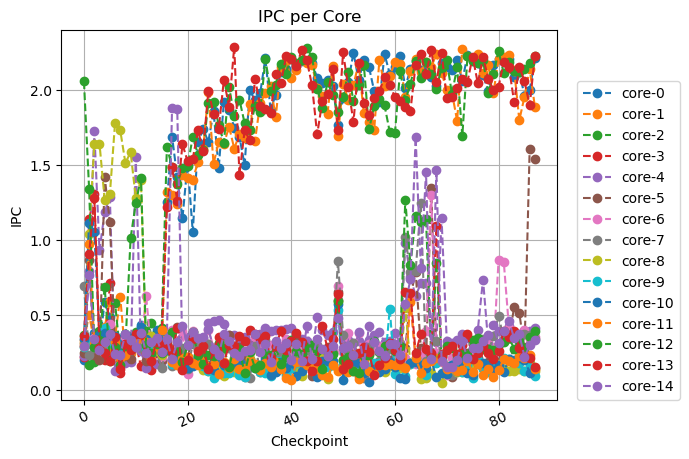 IPC per Core
IPC
2.0
1.5
1.0
0.5
0.0
0
20
40
60
80
Checkpoint
core-0
core-1
core-2
core-3
core-4
core-5
core-6
core-7
core-8
core-9
core-10
core-11
core-12
core-13
core-14